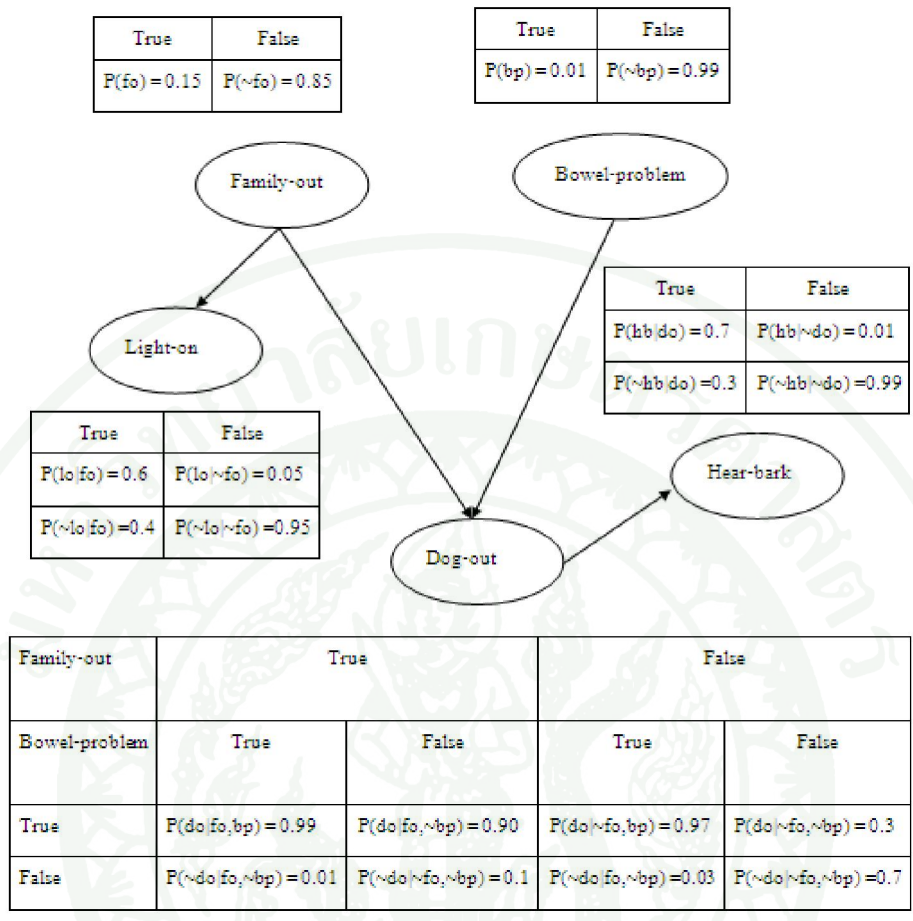 True False
P(fo) = 0.15 P(~fo) = 0.85
True False
P(bp) = 0.01 P(~bp) = 0.99
Family-out
Bowel-problem
True False
P(hb|do) = 0.7 P(hb|~do) = 0.01
P(~hb|do) =0.3 P(~hb|~do) = 0.99
Light-on
True False
P(lo|fo) = 0.6 P(lo|~fo) = 0.05
P(~lo|fo) =0.4 P(~lo|~fo) =0.95
Hear-bark
Dog-out
Family-out True False
Bowel-problem True False True False
True P(do|fo,bp) = 0.99 P(do|fo,~bp) = 0.90 P(do|~fo,bp) = 0.97 P(do|~fo,~bp) = 0.3
False P(~do|fo,~bp) = 0.01 P(~do|~fo,~bp) = 0.1 P(~do|fo,~bp) =0.03 P(~do|~fo,~bp) = 0.7